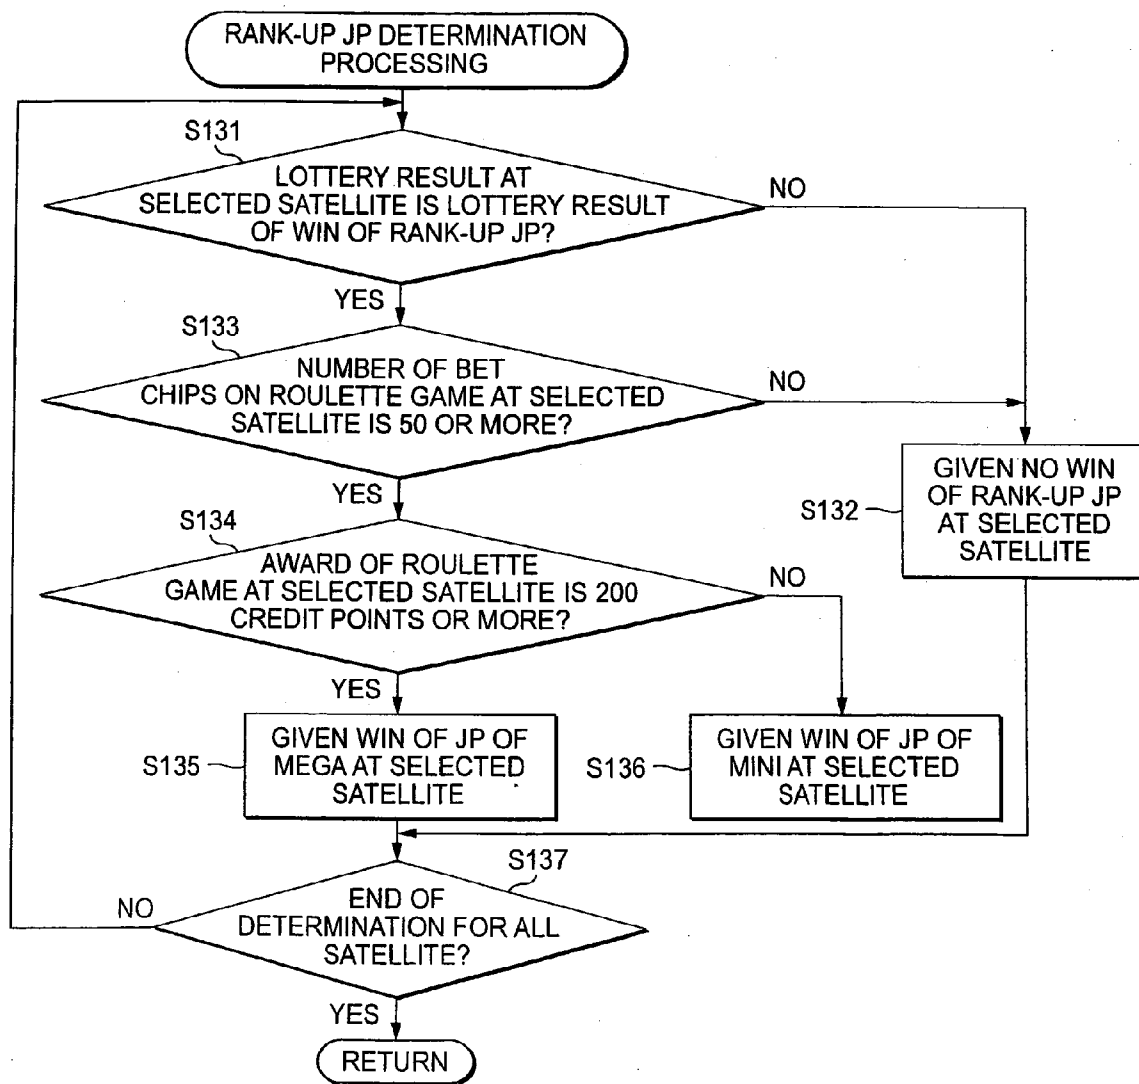 RANK-UP JP DETERMINATION
PROCESSING
S131
LOTTERY RESULT AT
SELECTED SATELLITE IS LOTTERY RESULT
OF WIN OF RANK-UP JP?
NO
YES
S133
NUMBER OF BET
CHIPS ON ROULETTE GAME AT SELECTED
SATELLITE IS 50 OR MORE?
NO
YES
S132
GIVEN NO WIN
OF RANK-UP JP
AT SELECTED
SATELLITE
S134
AWARD OF ROULETTE
GAME AT SELECTED SATELLITE IS 200
CREDIT POINTS OR MORE?
NO
YES
S135
GIVEN WIN OF JP OF
MEGA AT SELECTED
SATELLITE
S136
GIVEN WIN OF JP OF
MINI AT SELECTED
SATELLITE
S137
END OF
DETERMINATION FOR ALL
SATELLITE?
NO
YES
RETURN